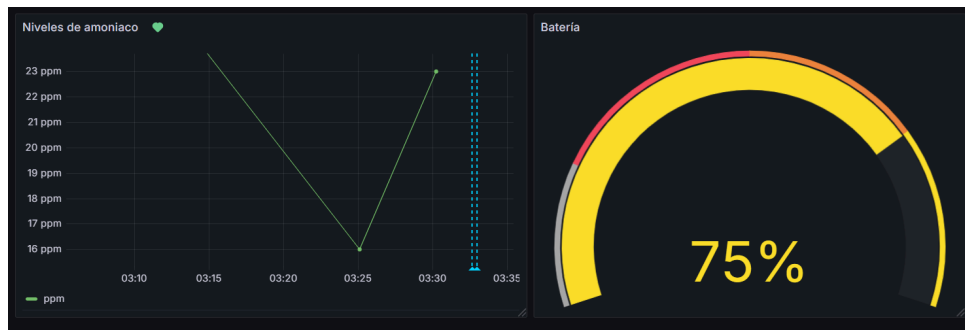 Niveles de amoniaco
23 ppm
22 ppm
21 ppm
20 ppm
19 ppm
18 ppm
17 ppm
16 ppm
03:10 03:15 03:20 03:25 03:30 03:35
ppm
Batería
75%